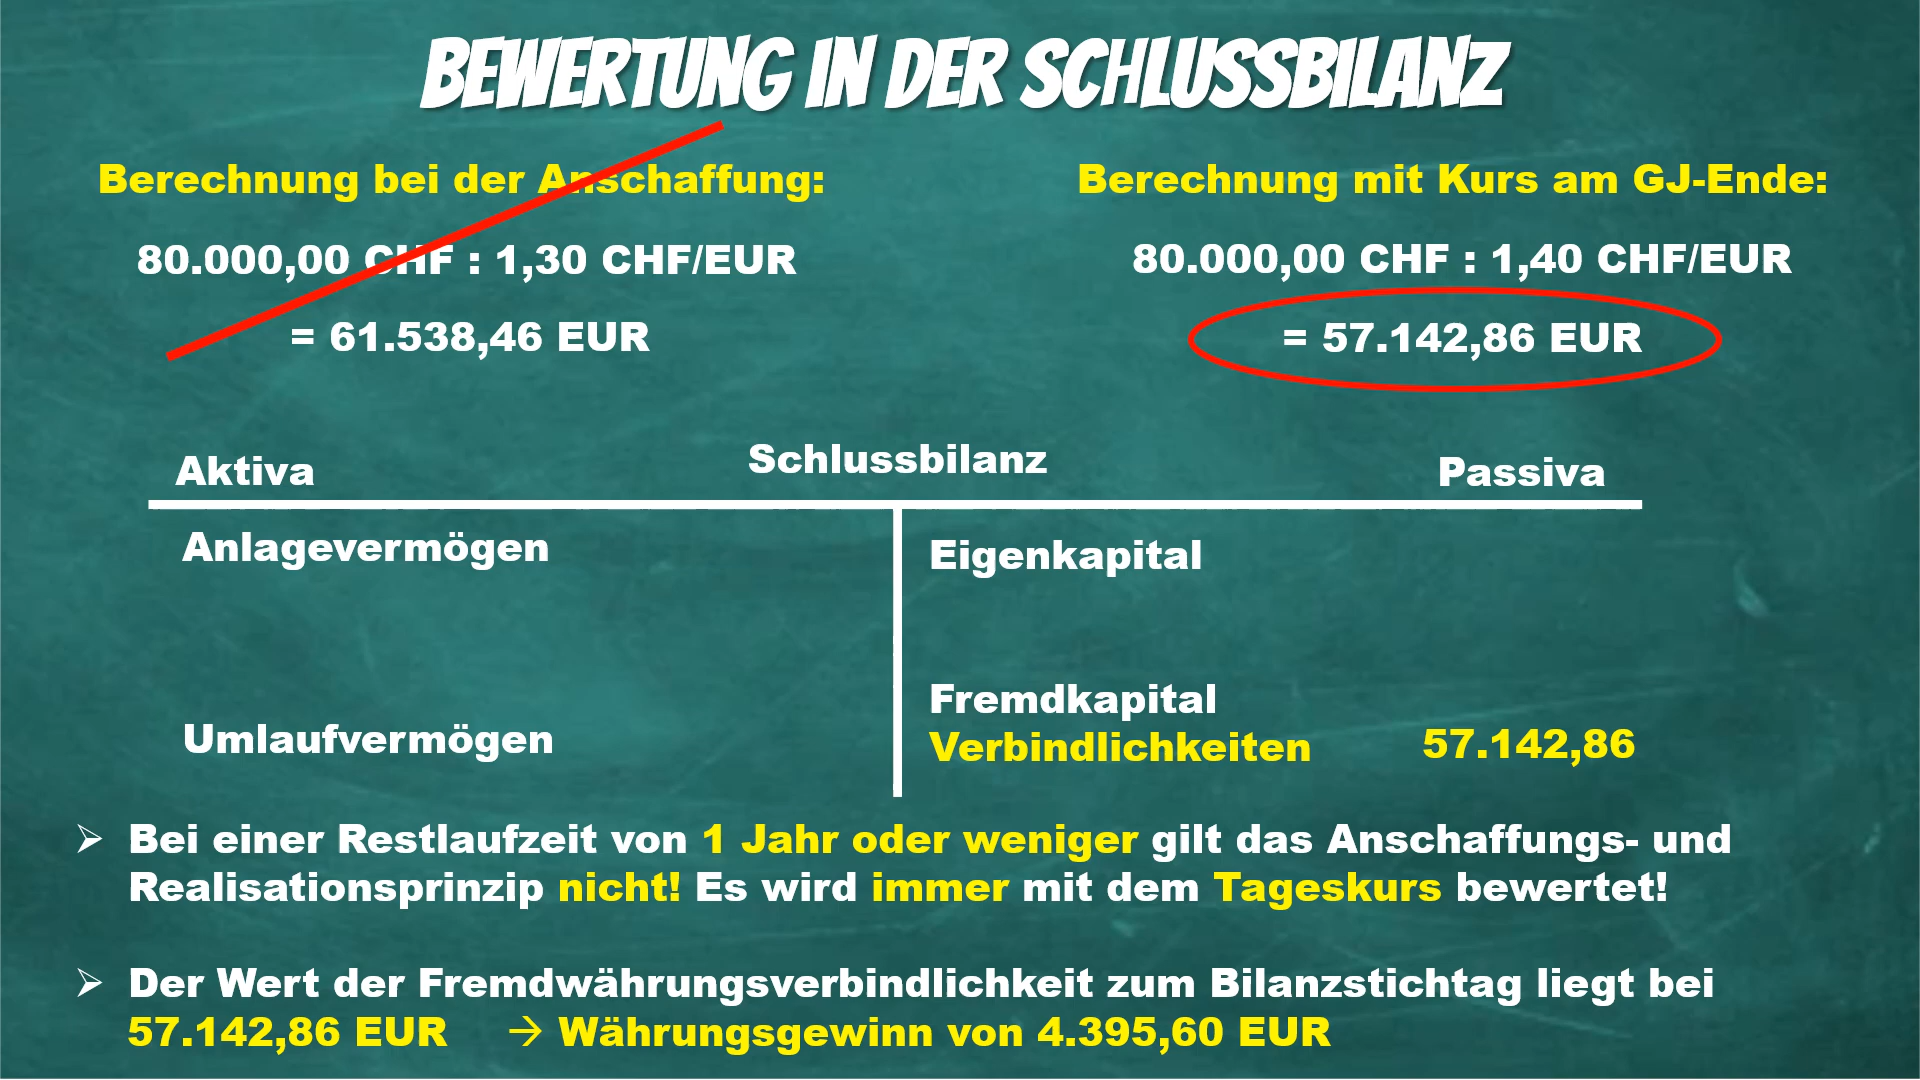 BEWERTUNG IN DER SCHLUSSBILANZ
Berechnung bei der Anschaffung:
80.000,00 CHF : 1,30 CHF/EUR
= 61.538,46 EUR
Berechnung mit Kurs am GJ-Ende:
80.000,00 CHF : 1,40 CHF/EUR
= 57.142,86 EUR
Aktiva Schlussbilanz Passiva
Anlagevermögen
Umlaufvermögen
Eigenkapital
Fremdkapital
Verbindlichkeiten 57.142,86
➢ Bei einer Restlaufzeit von 1 Jahr oder weniger gilt das Anschaffungs- und
Realisationsprinzip nicht! Es wird immer mit dem Tageskurs bewertet!
➢ Der Wert der Fremdwährungsverbindlichkeit zum Bilanzstichtag liegt bei
57.142,86 EUR → Währungsgewinn von 4.395,60 EUR